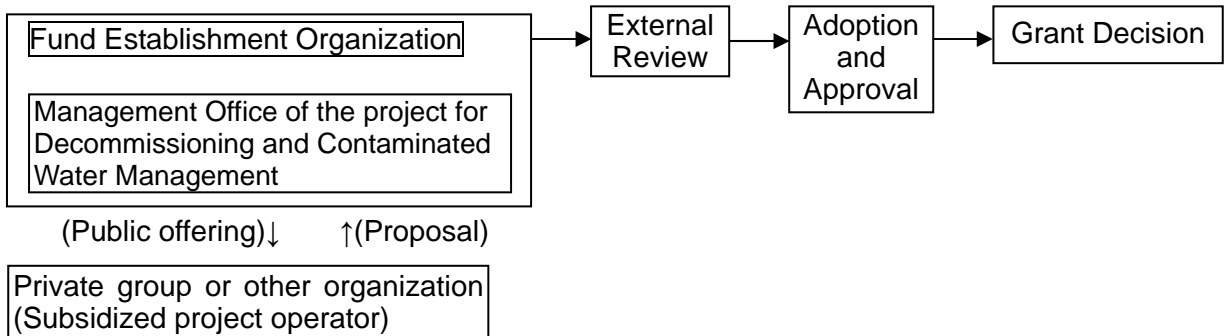 Fund Establishment Organization
Management Office of the project for
Decommissioning and Contaminated
Water Management
External
Review
Adoption
and
Approval
Grant Decision
(Public offering)↓ ↑(Proposal)
Private group or other organization
(Subsidized project operator)